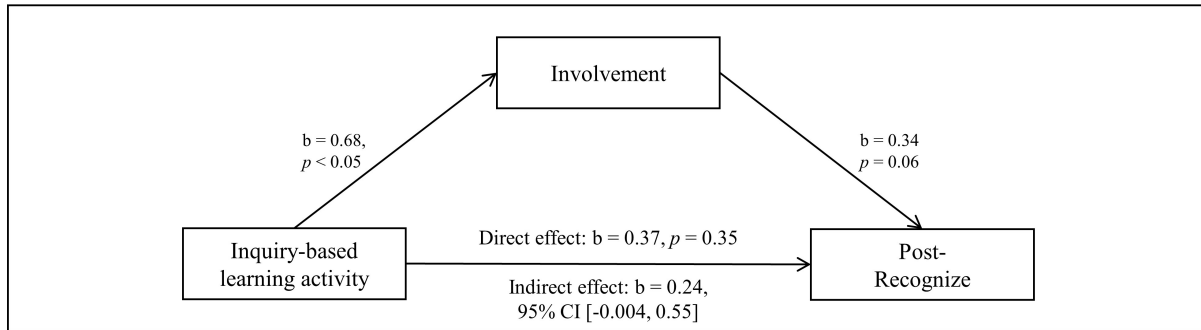 Involvement
b = 0.68,
p < 0.05
b = 0.34
p = 0.06
Inquiry-based
learning activity
Direct effect: b = 0.37, p = 0.35
Indirect effect: b = 0.24,
95% CI [-0.004, 0.55]
Post-
Recognize